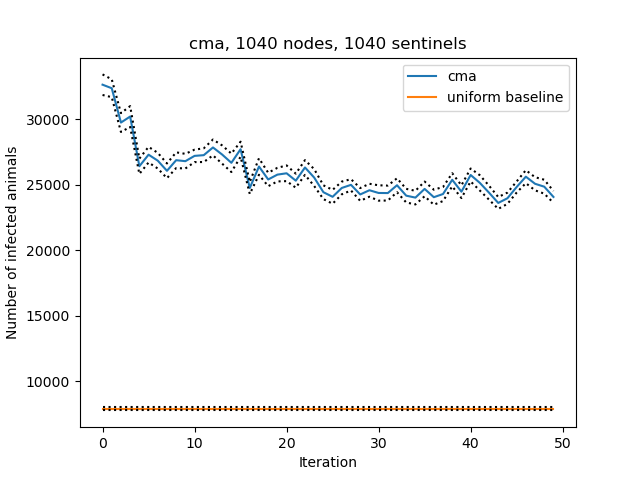 cma, 1040 nodes, 1040 sentinels
cma
uniform baseline
Number of infected animals
30000
25000
20000
15000
10000
0 10 20 30 40 50
Iteration